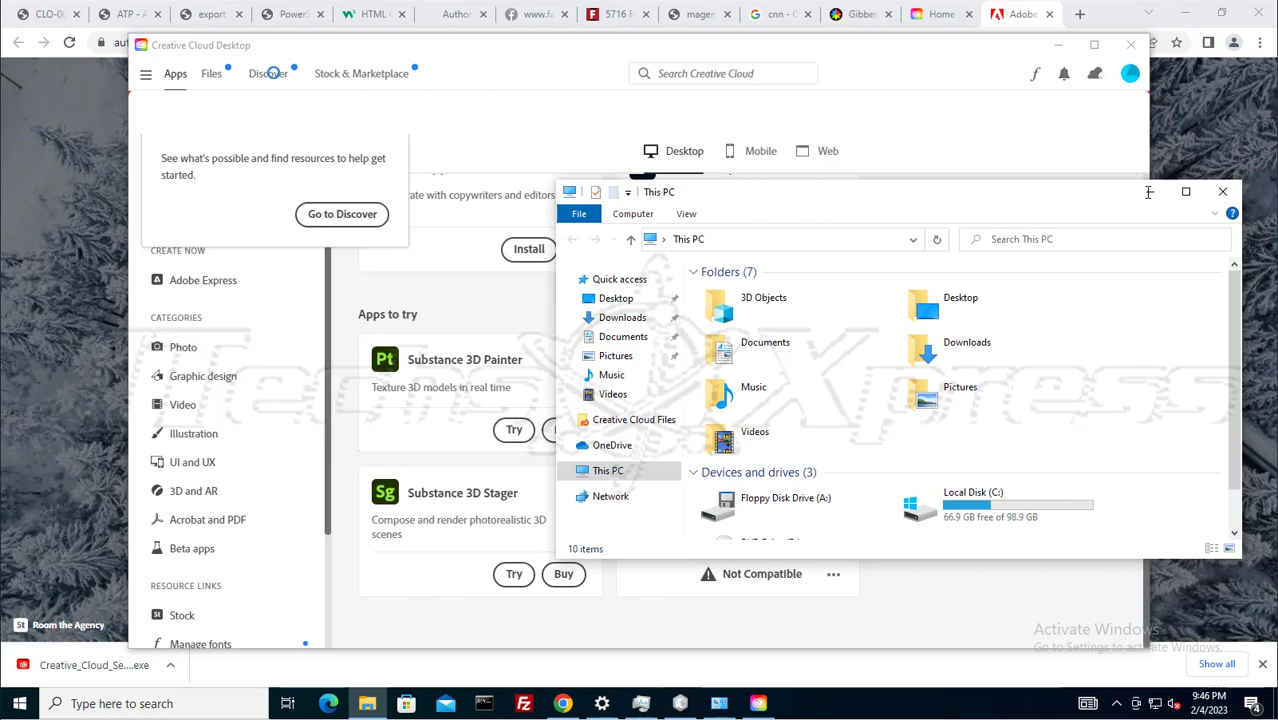 CLO-00
ATP - A
export
PowerS
HTML
Author
www.fa
5716 F
magen
cnn - G
Gibber
Home
Adobe
Creative Cloud Desktop
Apps
Files
Discover
Stock & Marketplace
Search Creative Cloud
See what's possible and find resources to help get
started.
Go to Discover
Desktop
Mobile
Web
rate with copywriters and editors
Install
CREATE NOW
Adobe Express
CATEGORIES
Photo
Graphic design
Video
Illustration
UI and UX
3D and AR
Acrobat and PDF
Beta apps
RESOURCE LINKS
Stock
Manage fonts
Apps to try
Substance 3D Painter
Texture 3D models in real time
Try
Substance 3D Stager
Compose and render photorealistic 3D
scenes
Try
Buy
Not Compatible
This PC
File
Computer
View
This PC
Search This PC
Quick access
Desktop
Downloads
Documents
Pictures
Music
Videos
Creative Cloud Files
OneDrive
This PC
Network
Folders (7)
3D Objects
Desktop
Documents
Downloads
Music
Pictures
Videos
Devices and drives (3)
Floppy Disk Drive (A:)
Local Disk (C:)
66.9 GB free of 98.9 GB
10 items
Room the Agency
Activate Windows
Go to Settings to activate Windows.
Creative_Cloud_Se....exe
Show all
Type here to search
9:46 PM
2/4/2023